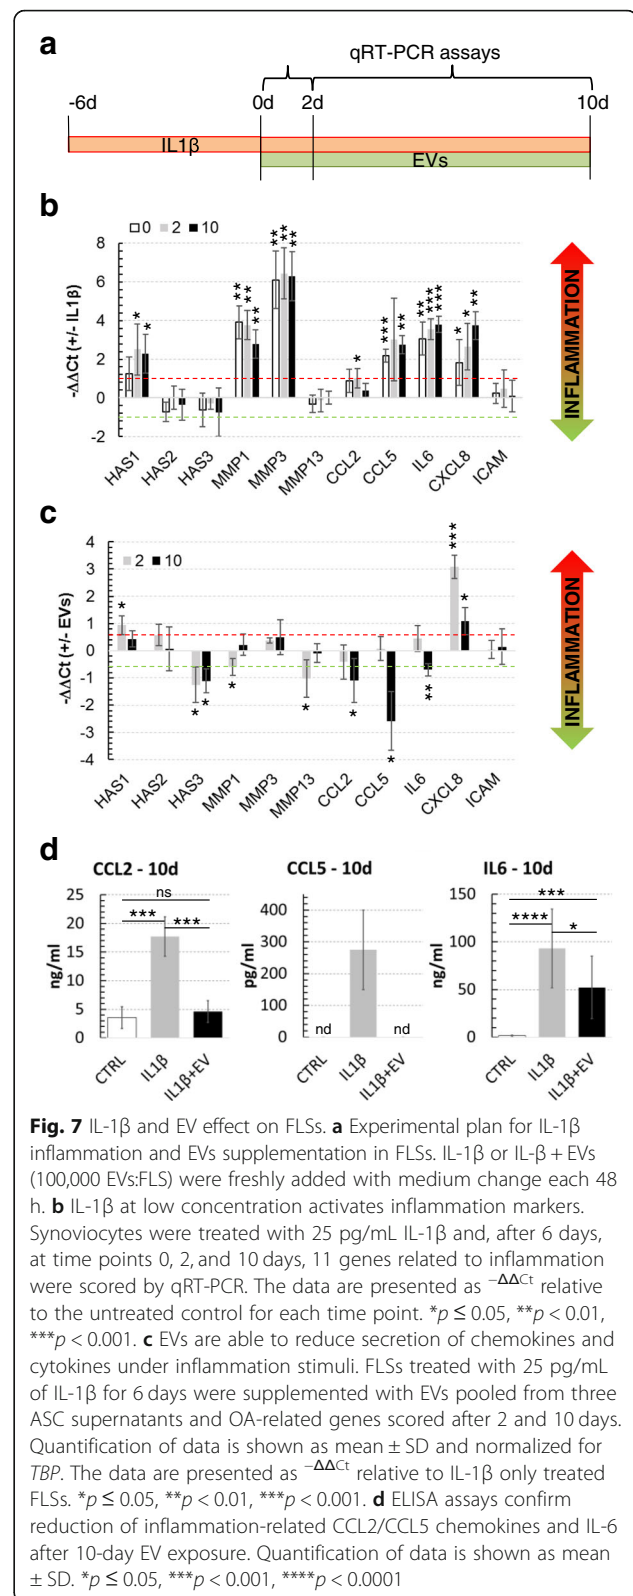 a
qRT-PCR assays
-6d 0d 2d 10d
IL1β
EVs
b
0 2 10
-ΔΔCt (+/- IL1β)
8
6
4
2
0
-2
* * ** ** ** ** ** ** * *** ** ** *** *** * * **
HAS1 HAS2 HAS3 MMP1 MMP3 MMP13 CCL2 CCL5 IL6 CXCL8 ICAM
INFLAMMATION
c
2 10
-ΔΔCt (+/- EVs)
4
3
2
1
0
-1
-2
-3
-4
* * * * * * * ** *** *
HAS1 HAS2 HAS3 MMP1 MMP3 MMP13 CCL2 CCL5 IL6 CXCL8 ICAM
INFLAMMATION
d
CCL2 - 10d
ng/ml
25
20
15
10
5
0
ns
*** ***
CTRL IL1β IL1β+EV
CCL5 - 10d
pg/ml
400
300
200
100
0
nd nd
CTRL IL1β IL1β+EV
IL6 - 10d
ng/ml
150
100
50
0
***
**** *
CTRL IL1β IL1β+EV
Fig. 7 IL-1β and EV effect on FLSs. a Experimental plan for IL-1β
inflammation and EVs supplementation in FLSs. IL-1β or IL-β + EVs
(100,000 EVs:FLS) were freshly added with medium change each 48
h. b IL-1β at low concentration activates inflammation markers.
Synoviocytes were treated with 25 pg/mL IL-1β and, after 6 days,
at time points 0, 2, and 10 days, 11 genes related to inflammation
were scored by qRT-PCR. The data are presented as −ΔΔCt relative
to the untreated control for each time point. *p ≤ 0.05, **p < 0.01,
***p < 0.001. c EVs are able to reduce secretion of chemokines and
cytokines under inflammation stimuli. FLSs treated with 25 pg/mL
of IL-1β for 6 days were supplemented with EVs pooled from three
ASC supernatants and OA-related genes scored after 2 and 10 days.
Quantification of data is shown as mean ± SD and normalized for
TBP. The data are presented as −ΔΔCt relative to IL-1β only treated
FLSs. *p ≤ 0.05, **p < 0.01, ***p < 0.001. d ELISA assays confirm
reduction of inflammation-related CCL2/CCL5 chemokines and IL-6
after 10-day EV exposure. Quantification of data is shown as mean
± SD. *p ≤ 0.05, ***p < 0.001, ****p < 0.0001